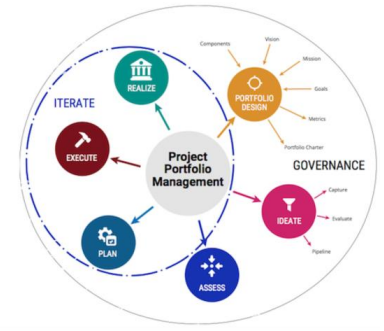 Components
Vision
Mission
Goals
Metrics
Portfolio Charter
REALIZE
PORTFOLIO
DESIGN
ITERATE
EXECUTE
Project
Portfolio
Management
GOVERNANCE
Capture
Evaluate
Pipeline
IDEATE
PLAN
ASSESS